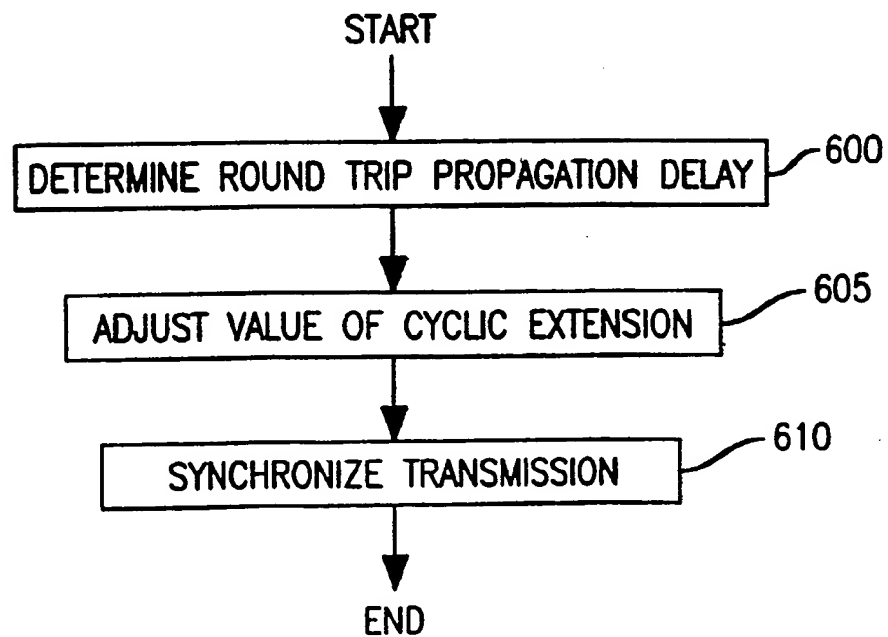 START
DETERMINE ROUND TRIP PROPAGATION DELAY
600
ADJUST VALUE OF CYCLIC EXTENSION
605
SYNCHRONIZE TRANSMISSION
610
END